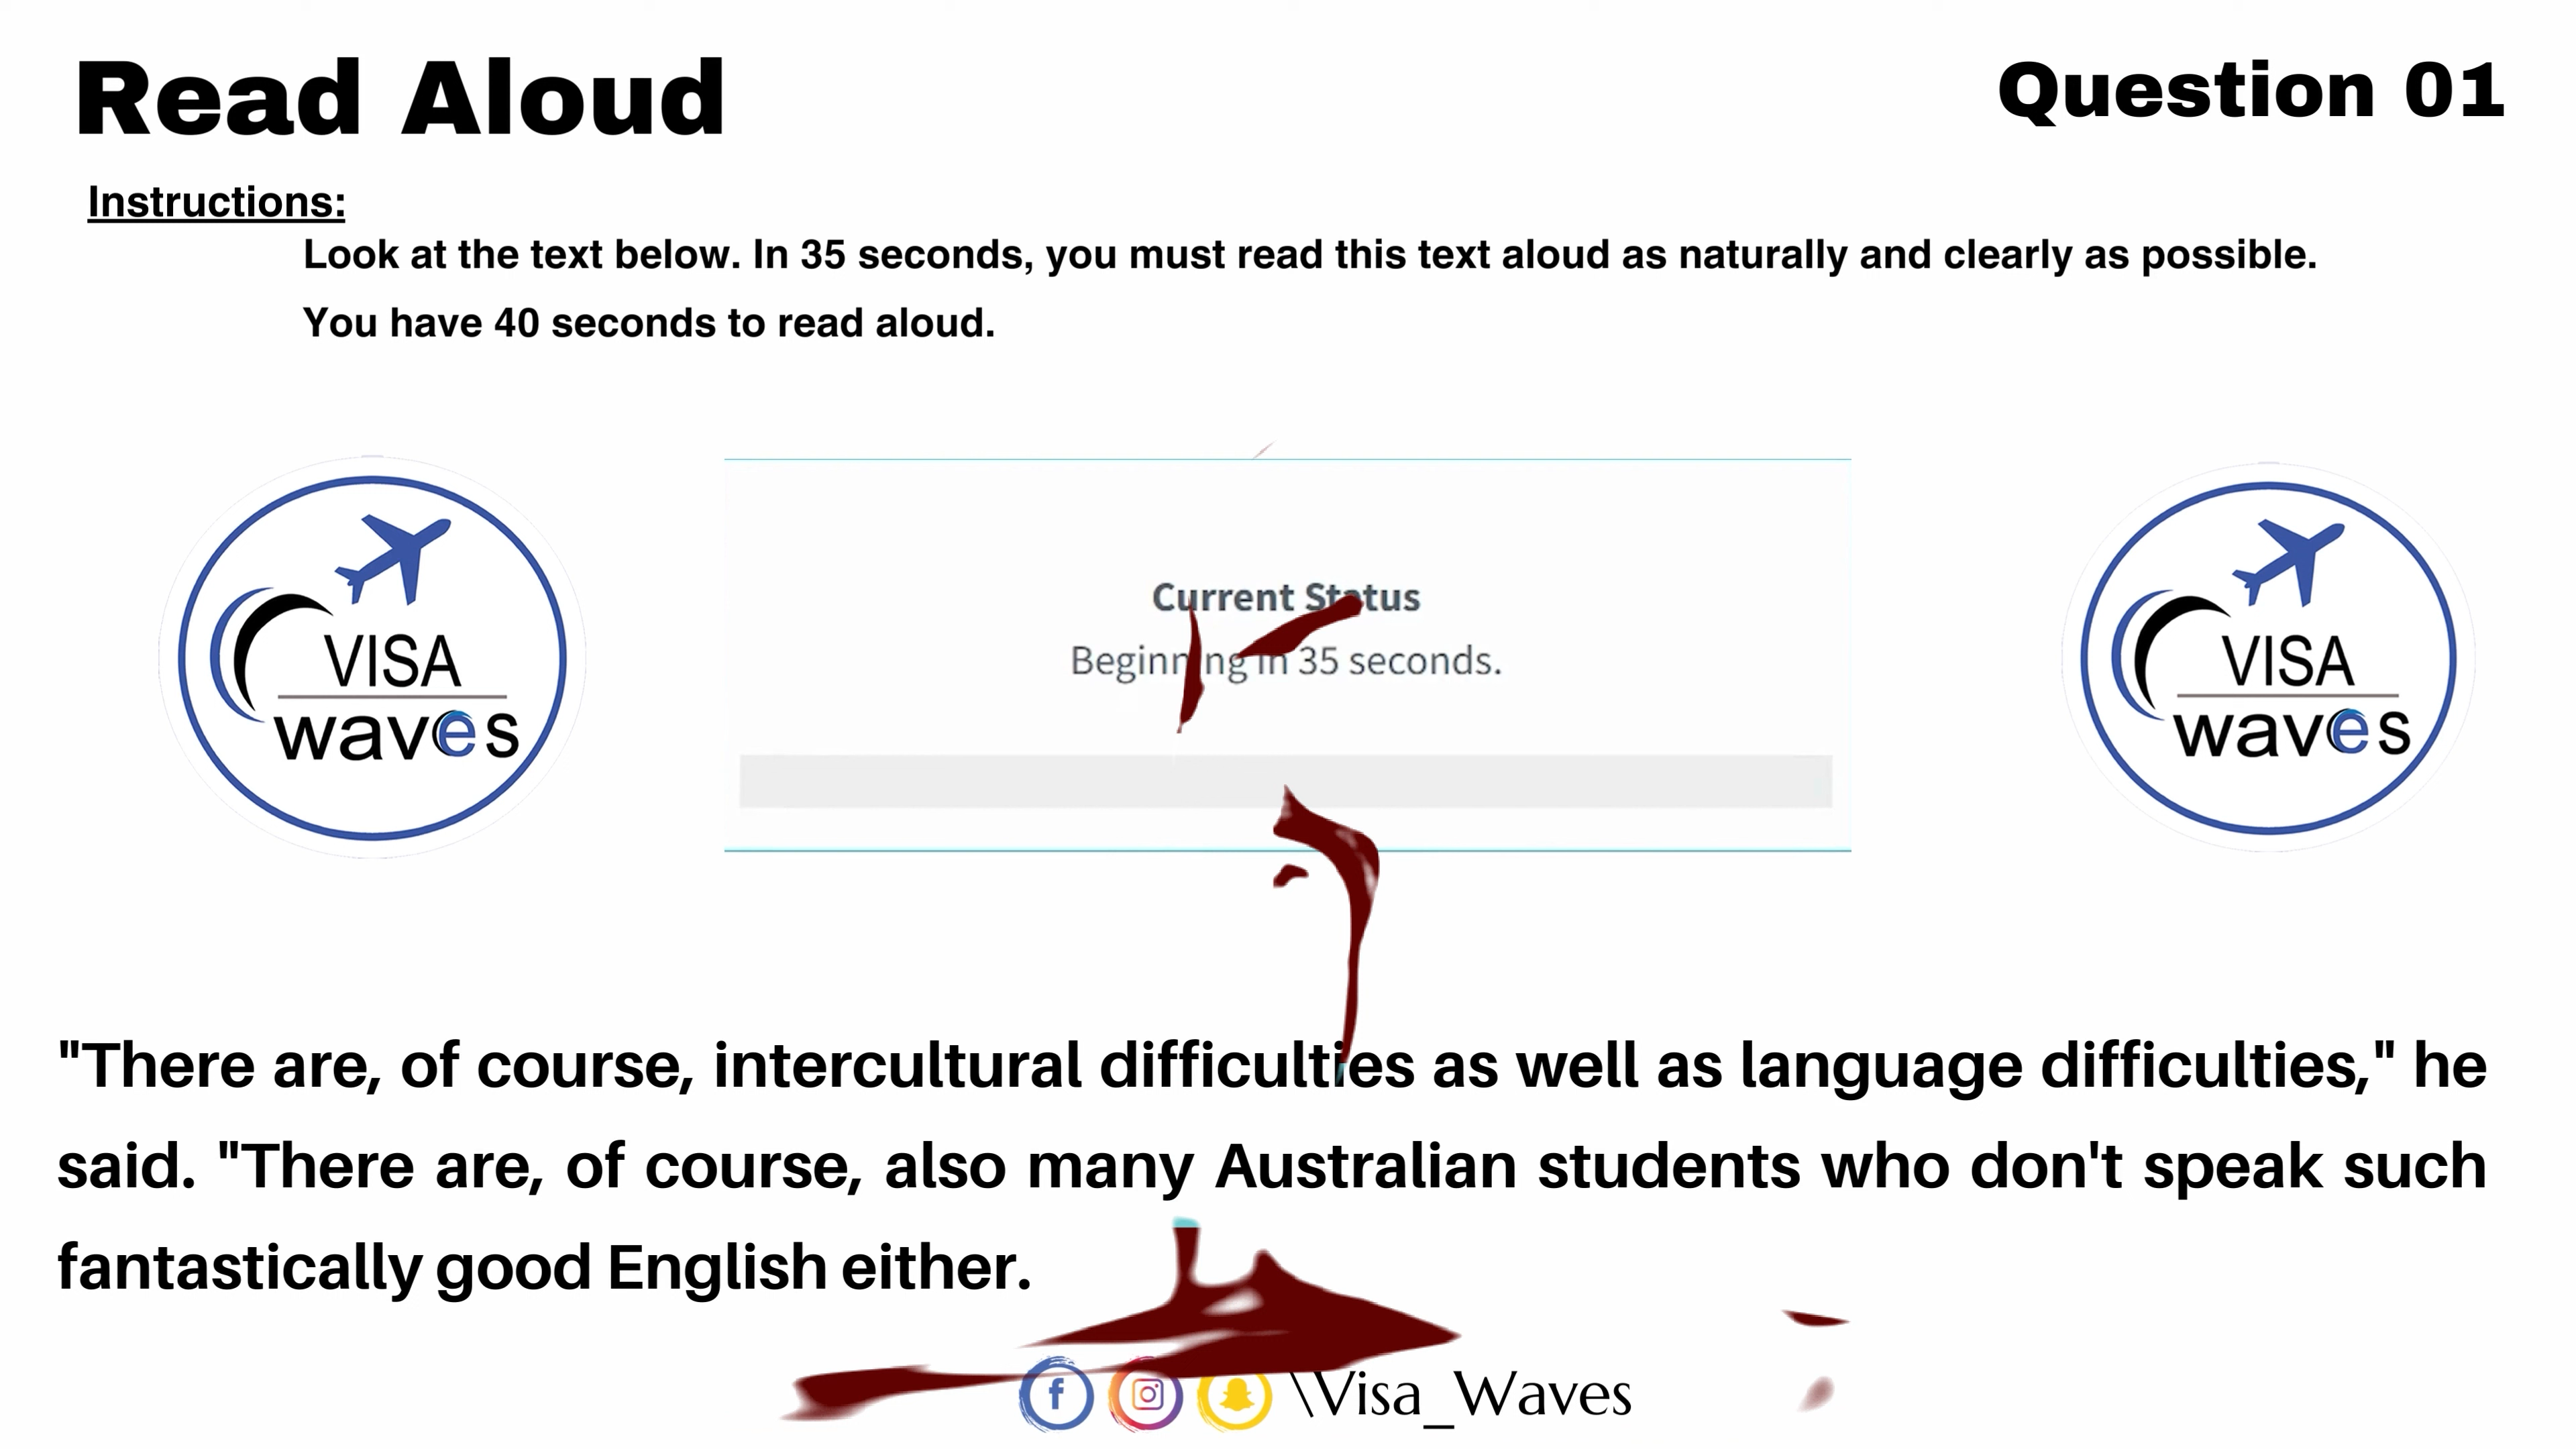 Read Aloud
Question 01
Instructions:
Look at the text below. In 35 seconds, you must read this text aloud as naturally and clearly as possible.
You have 40 seconds to read aloud.
VISA
waves
Current Status
Beginning in 35 seconds.
VISA
waves
"There are, of course, intercultural difficulties as well as language difficulties," he
said. "There are, of course, also many Australian students who don't speak such
fantastically good English either.
\Visa_Waves